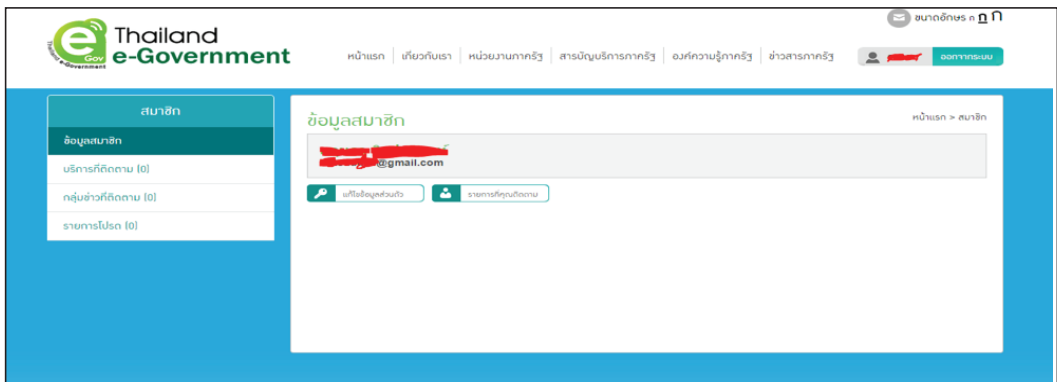 ขนาดอักษร ก ก ก
Thailand
e-Government
e
Gov
Thailand e-Government
หน้าแรก | เกี่ยวกับเรา | หน่วยงานภาครัฐ | สารบัญบริการภาครัฐ | องค์ความรู้ภาครัฐ | ข่าวสารภาครัฐ
ออกจากระบบ
สมาชิก
ข้อมูลสมาชิก
บริการที่ติดตาม (0)
กลุ่มข่าวที่ติดตาม (0)
รายการโปรด (0)
ข้อมูลสมาชิก
หน้าแรก > สมาชิก
@gmail.com
แก้ไขข้อมูลส่วนตัว
รายการที่คุณติดตาม